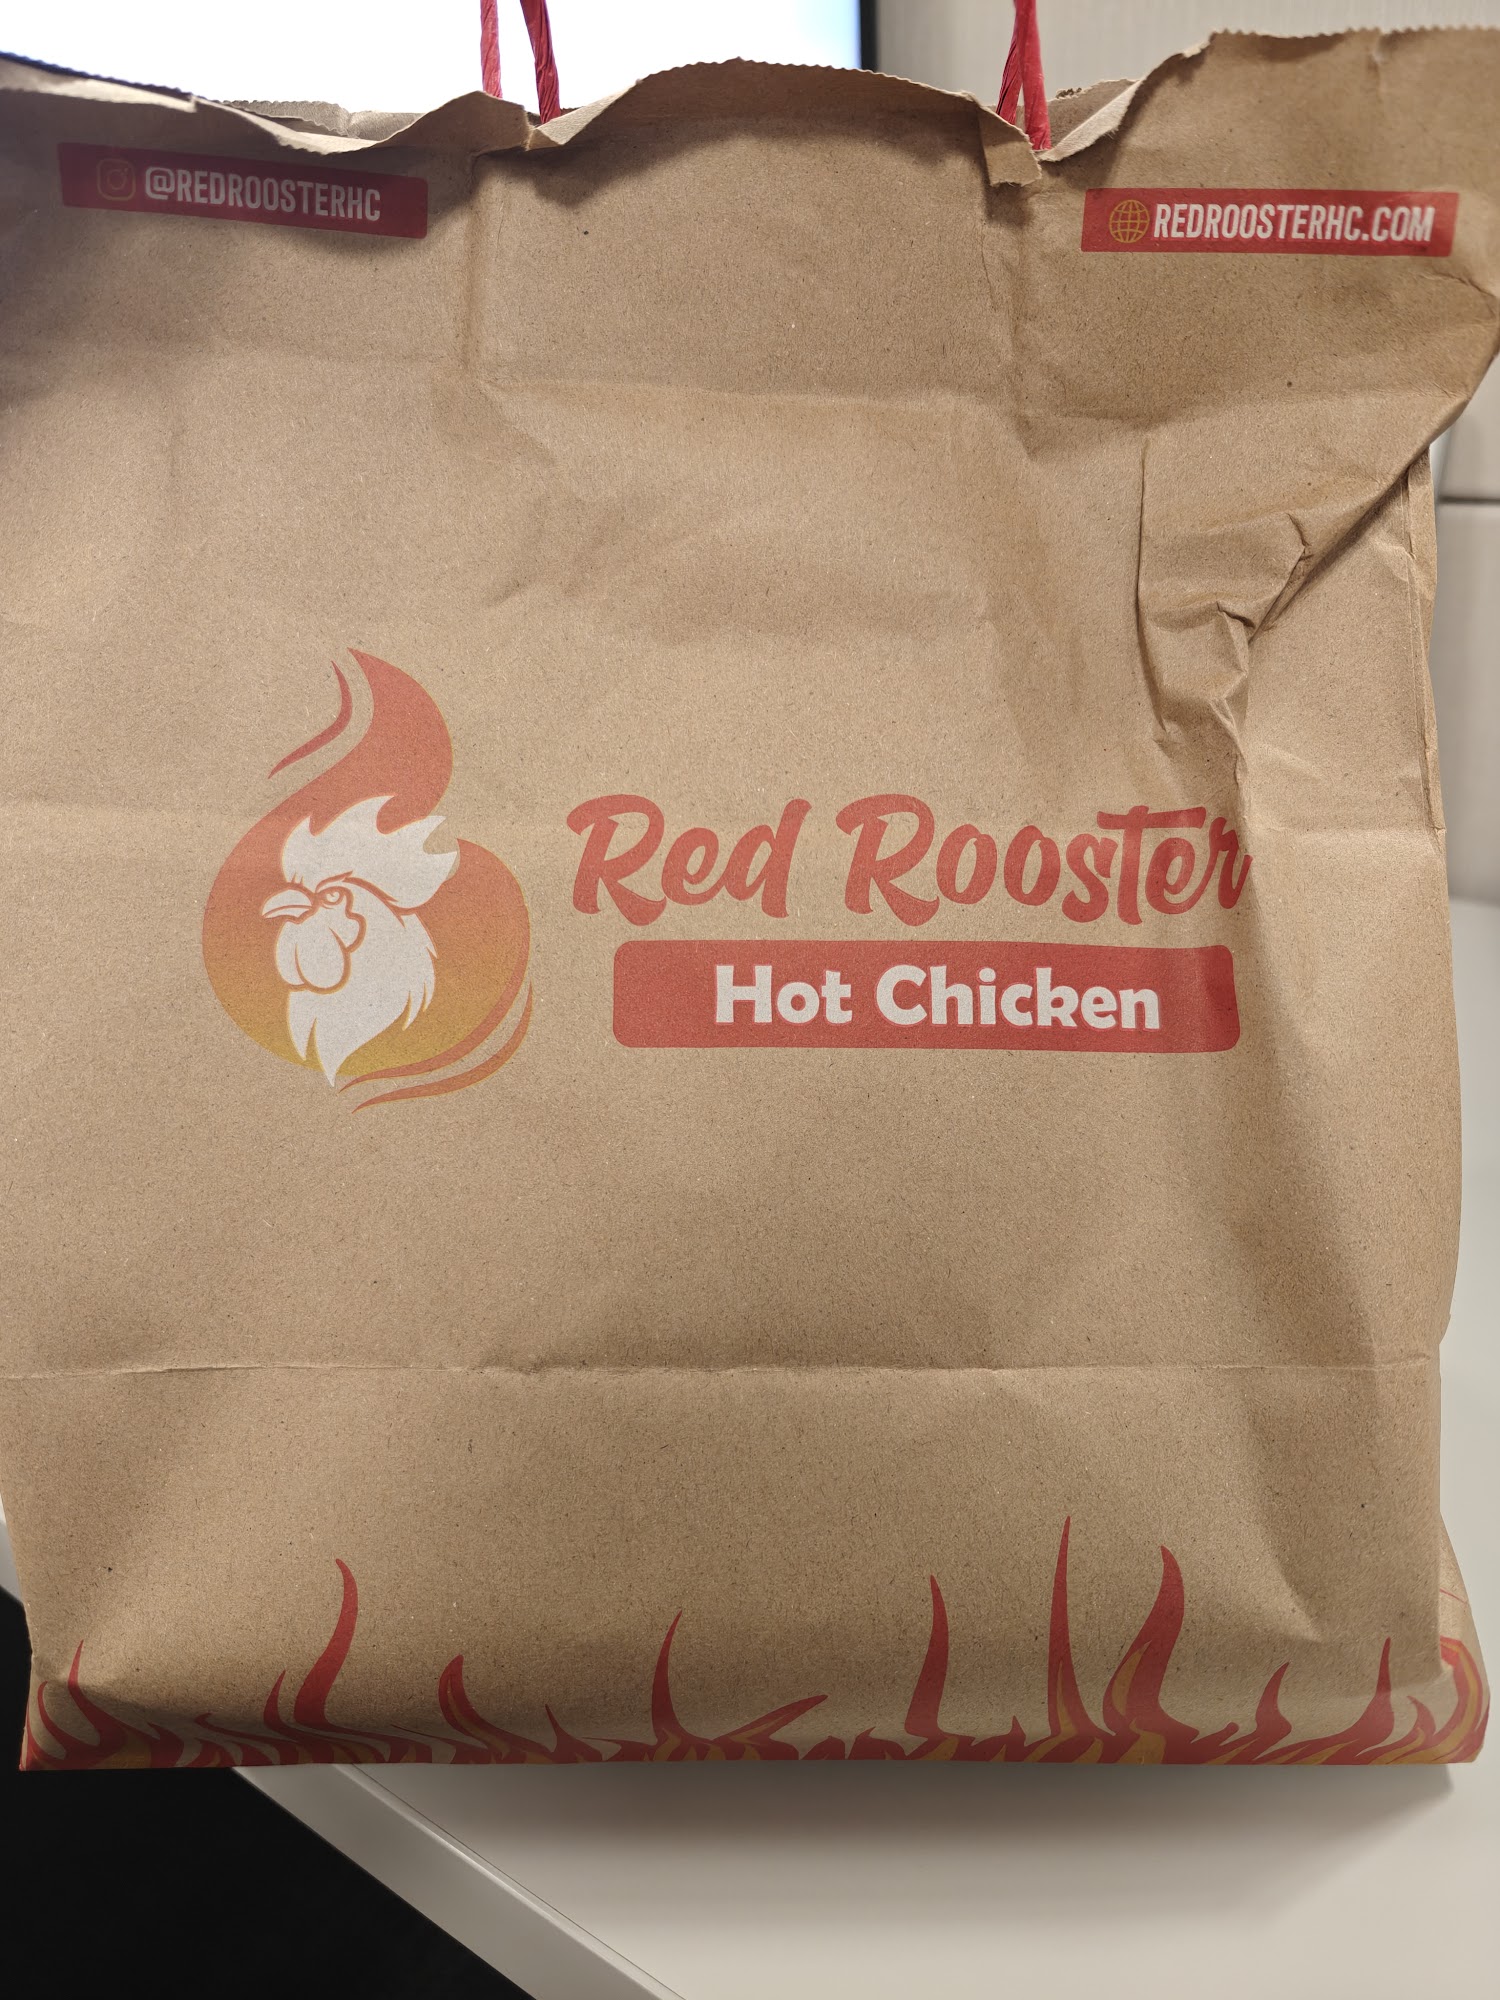 @REDROOSTERHC
REDROOSTERHC.COM
Red Rooster
Hot Chicken